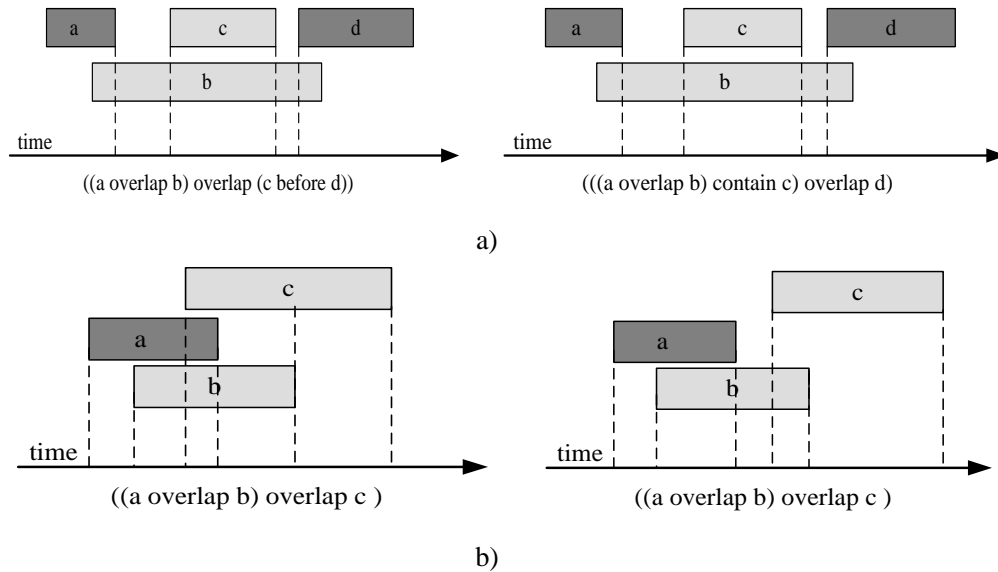 a c d a c d
b b
time time
((a overlap b) overlap (c before d)) (((a overlap b) contain c) overlap d)
a)
c c
a a
b b
time time
((a overlap b) overlap c ) ((a overlap b) overlap c )
b)